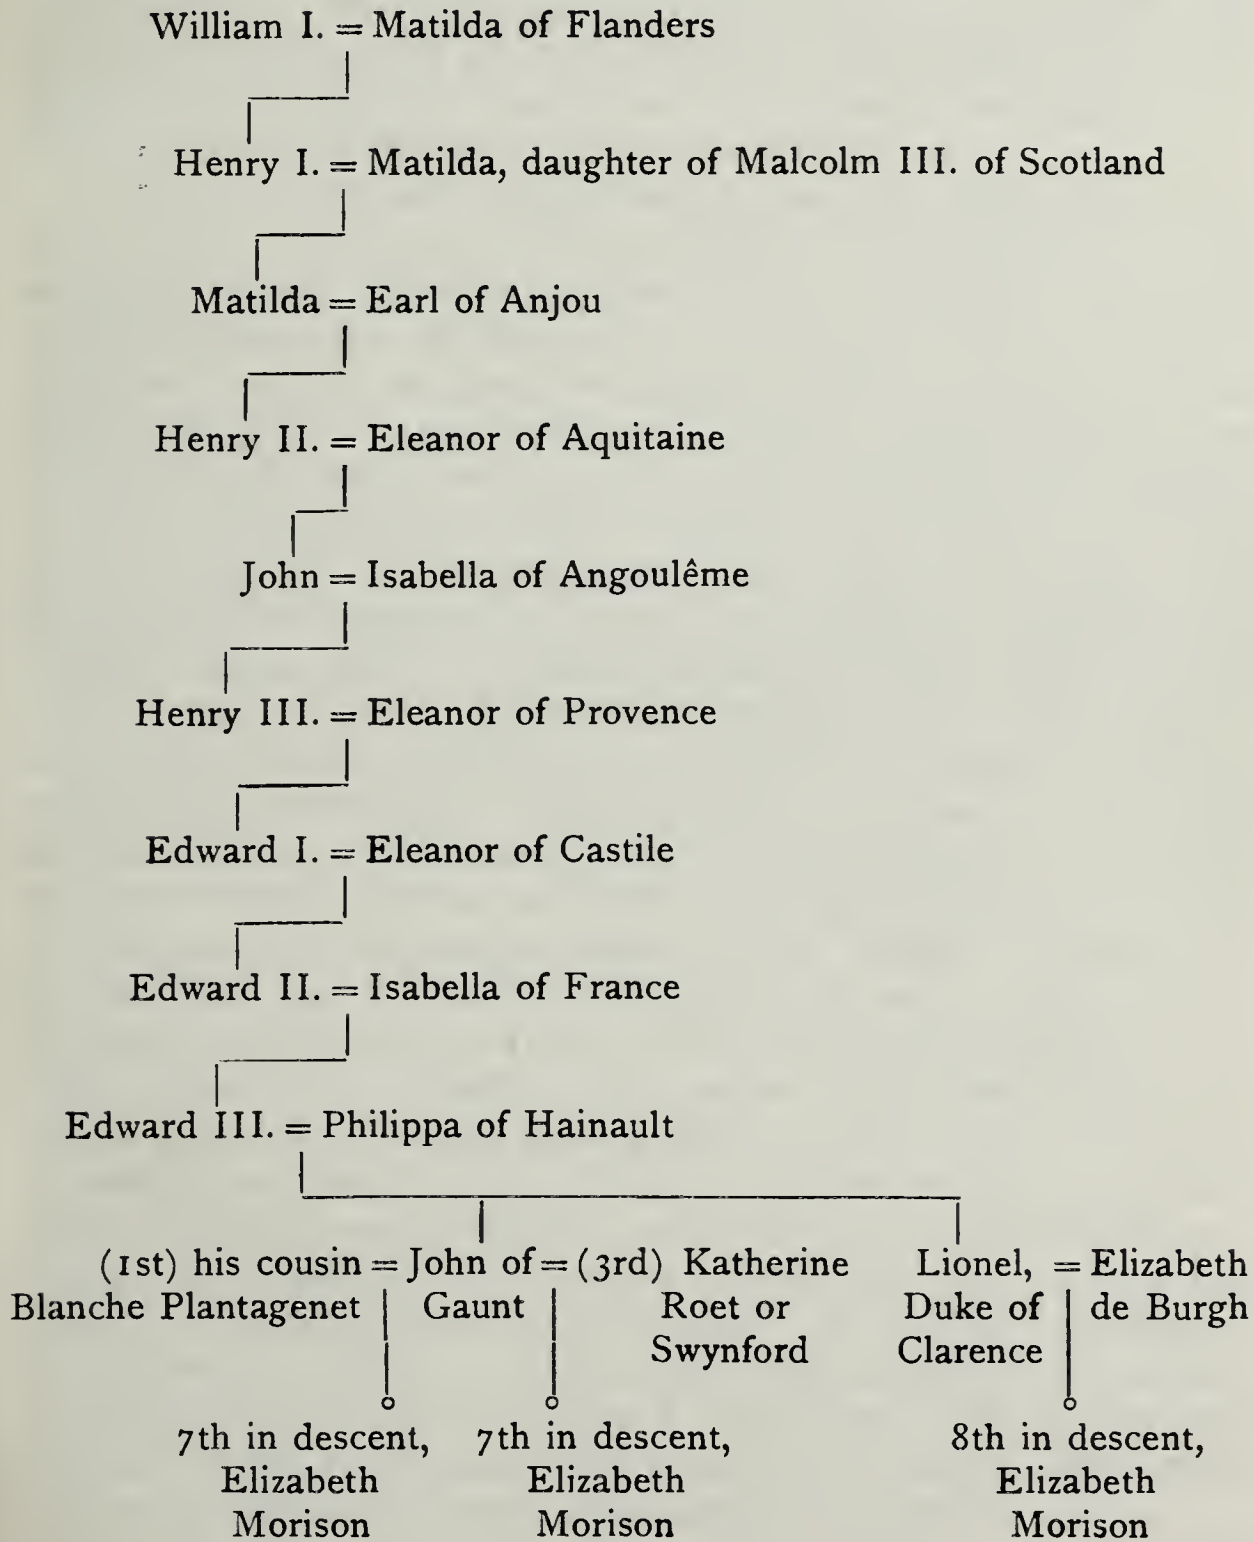 William I. = Matilda of Flanders
Henry I. = Matilda, daughter of Malcolm III. of Scotland
Matilda = Earl of Anjou
Henry II. = Eleanor of Aquitaine
John = Isabella of Angoulême
Henry III. = Eleanor of Provence
Edward I. = Eleanor of Castile
Edward II. = Isabella of France
Edward III. = Philippa of Hainault
(1st) his cousin = John of = (3rd) Katherine Lionel, = Elizabeth
Blanche Plantagenet Gaunt Roet or Duke of de Burgh
Swynford Clarence
7th in descent, 7th in descent, 8th in descent,
Elizabeth Elizabeth Elizabeth
Morison Morison Morison